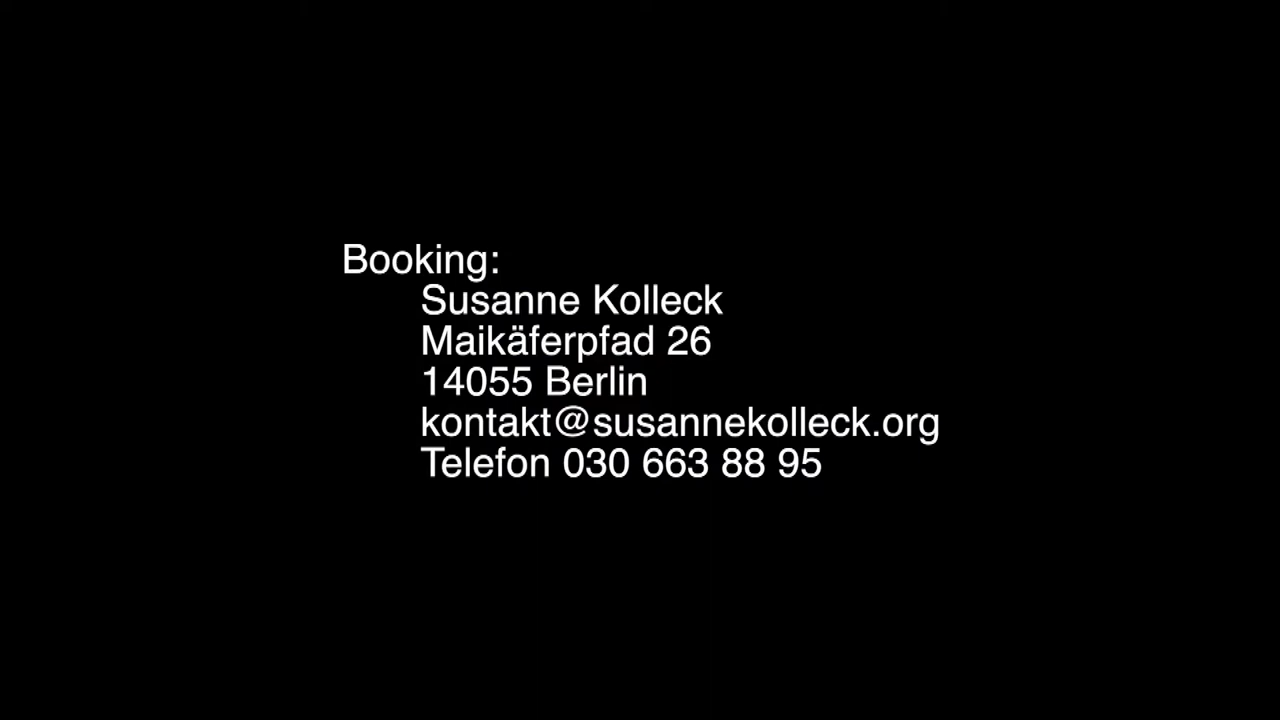 Booking:
Susanne Kolleck
Maikäferpfad 26
14055 Berlin
kontakt@susannekolleck.org
Telefon 030 663 88 95